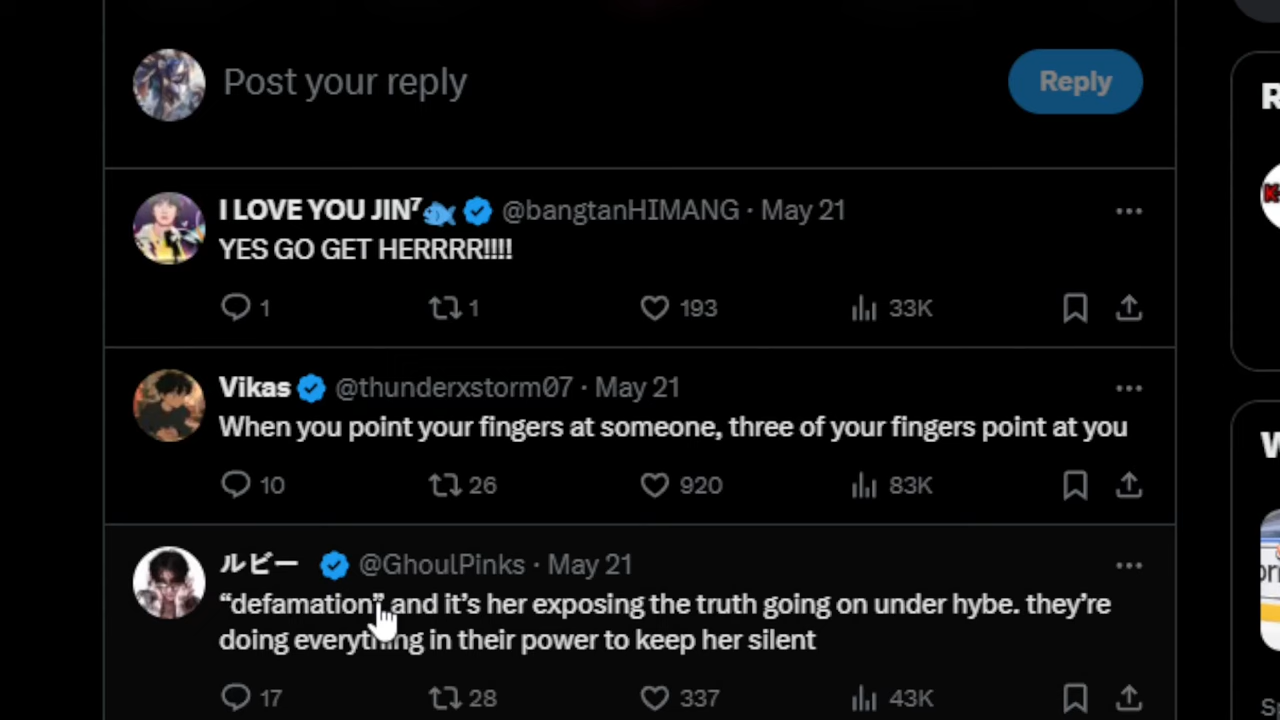 Post your reply
Reply
I LOVE YOU JIN⁷🐟 @bangtanHIMANG · May 21
YES GO GET HERRRR!!!!
1 1 193 33K
Vikas @thunderxstorm07 · May 21
When you point your fingers at someone, three of your fingers point at you
10 26 920 83K
ルビー @GhoulPinks · May 21
“defamation” and it’s her exposing the truth going on under hybe. they’re
doing everything in their power to keep her silent
17 28 337 43K